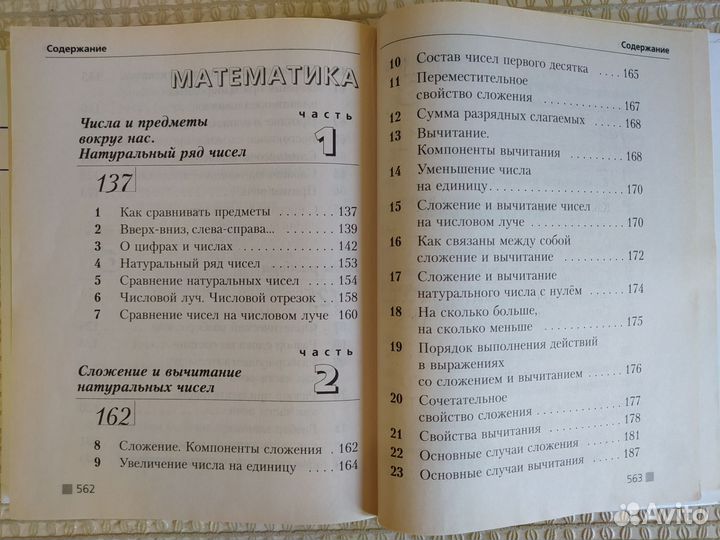 Содержание
МАТЕМАТИКА
часть
1
Числа и предметы
вокруг нас.
Натуральный ряд чисел
137
1 Как сравнивать предметы ........ 137
2 Вверх-вниз, слева-справа... ...... 139
3 О цифрах и числах ............ 142
4 Натуральный ряд чисел ......... 153
5 Сравнение натуральных чисел .... 154
6 Числовой луч. Числовой отрезок .. 158
7 Сравнение чисел на числовом луче 160
часть
2
Сложение и вычитание
натуральных чисел
162
8 Сложение. Компоненты сложения . 162
9 Увеличение числа на единицу .... 164
562
Содержание
10 Состав чисел первого десятка .... 165
11 Переместительное
свойство сложения ............ 167
12 Сумма разрядных слагаемых ..... 168
13 Вычитание.
Компоненты вычитания ......... 168
14 Уменьшение числа
на единицу.................. 170
15 Сложение и вычитание чисел
на числовом луче ............. 170
16 Как связаны между собой
сложение и вычитание ......... 172
17 Сложение и вычитание
натурального числа с нулём ..... 174
18 На сколько больше,
на сколько меньше ............ 175
19 Порядок выполнения действий
в выражениях
со сложением и вычитанием ..... 176
20 Сочетательное
свойство сложения ............ 177
21 Свойства вычитания ........... 178
22 Основные случаи сложения ...... 181
23 Основные случаи вычитания ..... 187
563
Avito